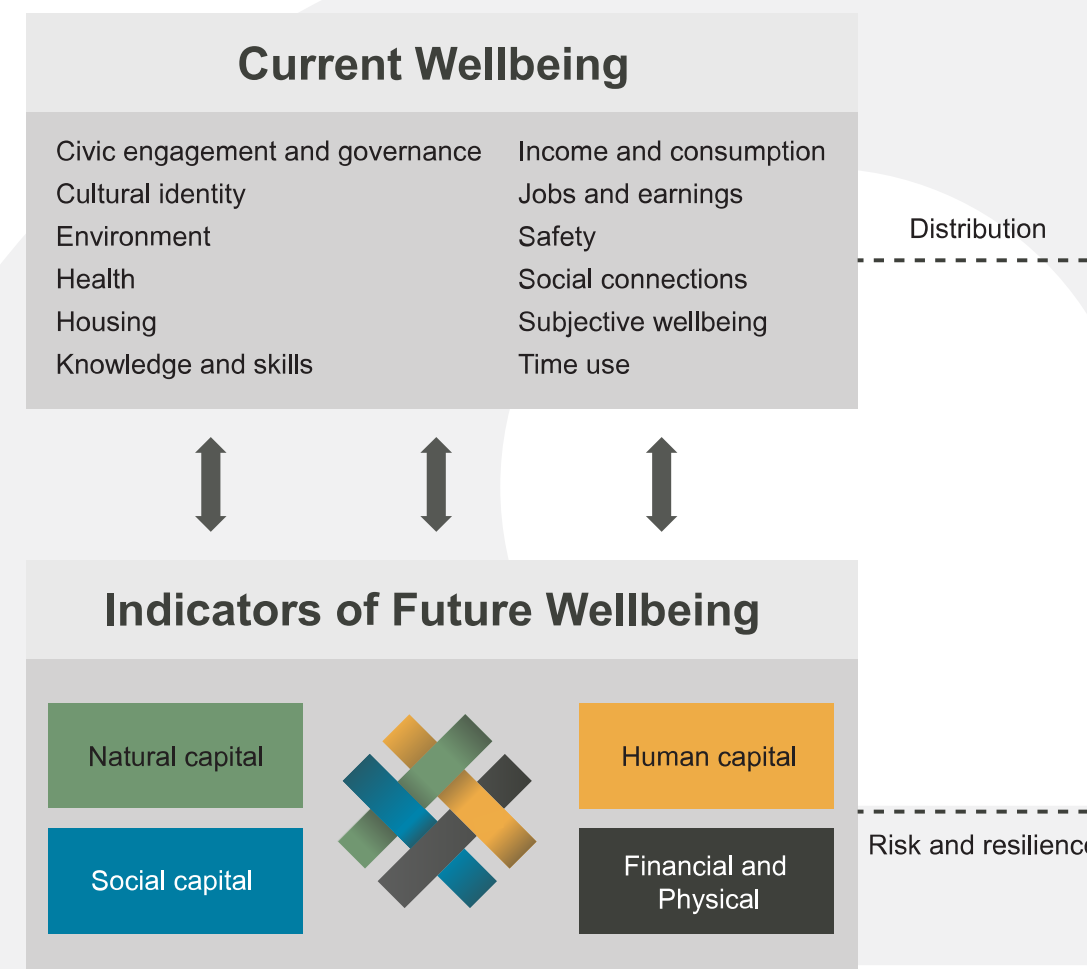 Current Wellbeing
Civic engagement and governance
Cultural identity
Environment
Health
Housing
Knowledge and skills
Income and consumption
Jobs and earnings
Safety
Social connections
Subjective wellbeing
Time use
Distribution
Indicators of Future Wellbeing
Natural capital
Human capital
Social capital
Financial and
Physical
Risk and resilience